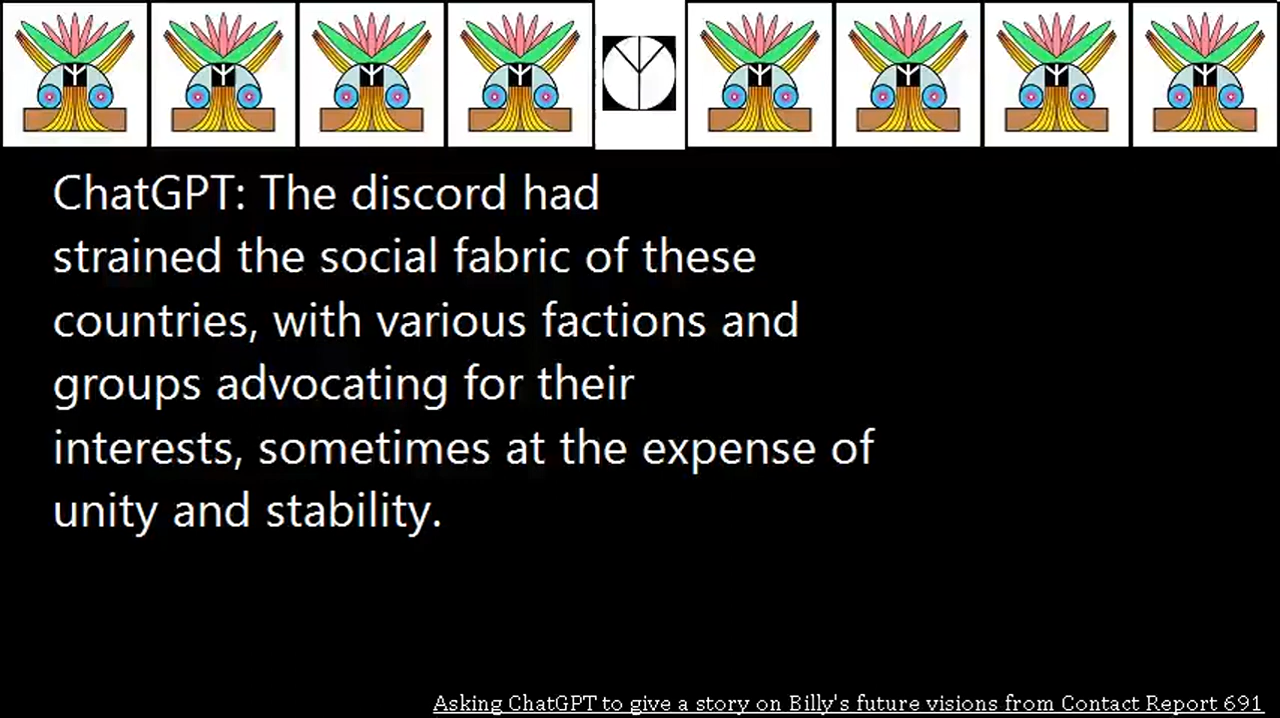 ChatGPT: The discord had
strained the social fabric of these
countries, with various factions and
groups advocating for their
interests, sometimes at the expense of
unity and stability.
Asking ChatGPT to give a story on Billy's future visions from Contact Report 691